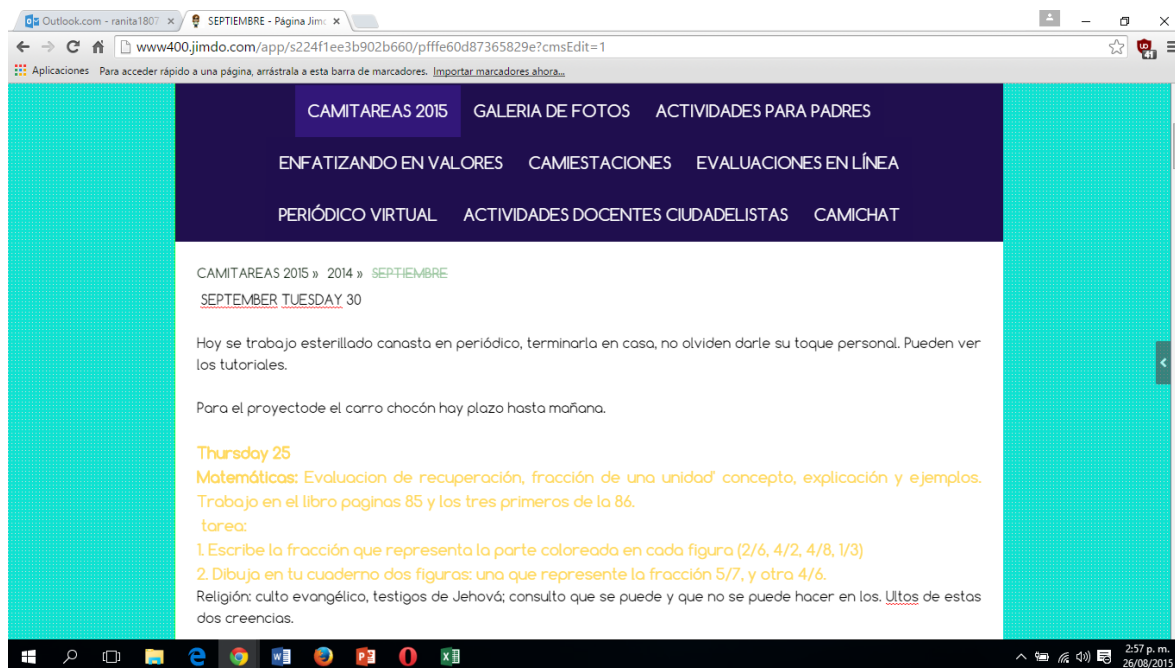 Outlook.com - ranita1807
SEPTIEMBRE - Página Jimc
www400.jimdo.com/app/s224f1ee3b902b660/pfffe60d87365829e?cmsEdit=1
Aplicaciones Para acceder rápido a una página, arrástrala a esta barra de marcadores. Importar marcadores ahora...
CAMITAREAS 2015 GALERIA DE FOTOS ACTIVIDADES PARA PADRES
ENFATIZANDO EN VALORES CAMIESTACIONES EVALUACIONES EN LÍNEA
PERIÓDICO VIRTUAL ACTIVIDADES DOCENTES CIUDADELISTAS CAMICHAT
CAMITAREAS 2015 » 2014 » SEPTIEMBRE
SEPTEMBER TUESDAY 30
Hoy se trabajo esterillado canasta en periódico, terminarla en casa, no olviden darle su toque personal. Pueden ver
los tutoriales.
Para el proyectode el carro chocón hay plazo hasta mañana.
Thursday 25
Matemáticas: Evaluacion de recuperación, fracción de una unidad' concepto, explicación y ejemplos.
Trabajo en el libro paginas 85 y los tres primeros de la 86.
tarea:
1. Escribe la fracción que representa la parte coloreada en cada figura (2/6, 4/2, 4/8, 1/3)
2. Dibuja en tu cuaderno dos figuras: una que represente la fracción 5/7, y otra 4/6.
Religión: culto evangélico, testigos de Jehová; consulto que se puede y que no se puede hacer en los. Ultos de estas
dos creencias.
2:57 p. m.
26/08/2015